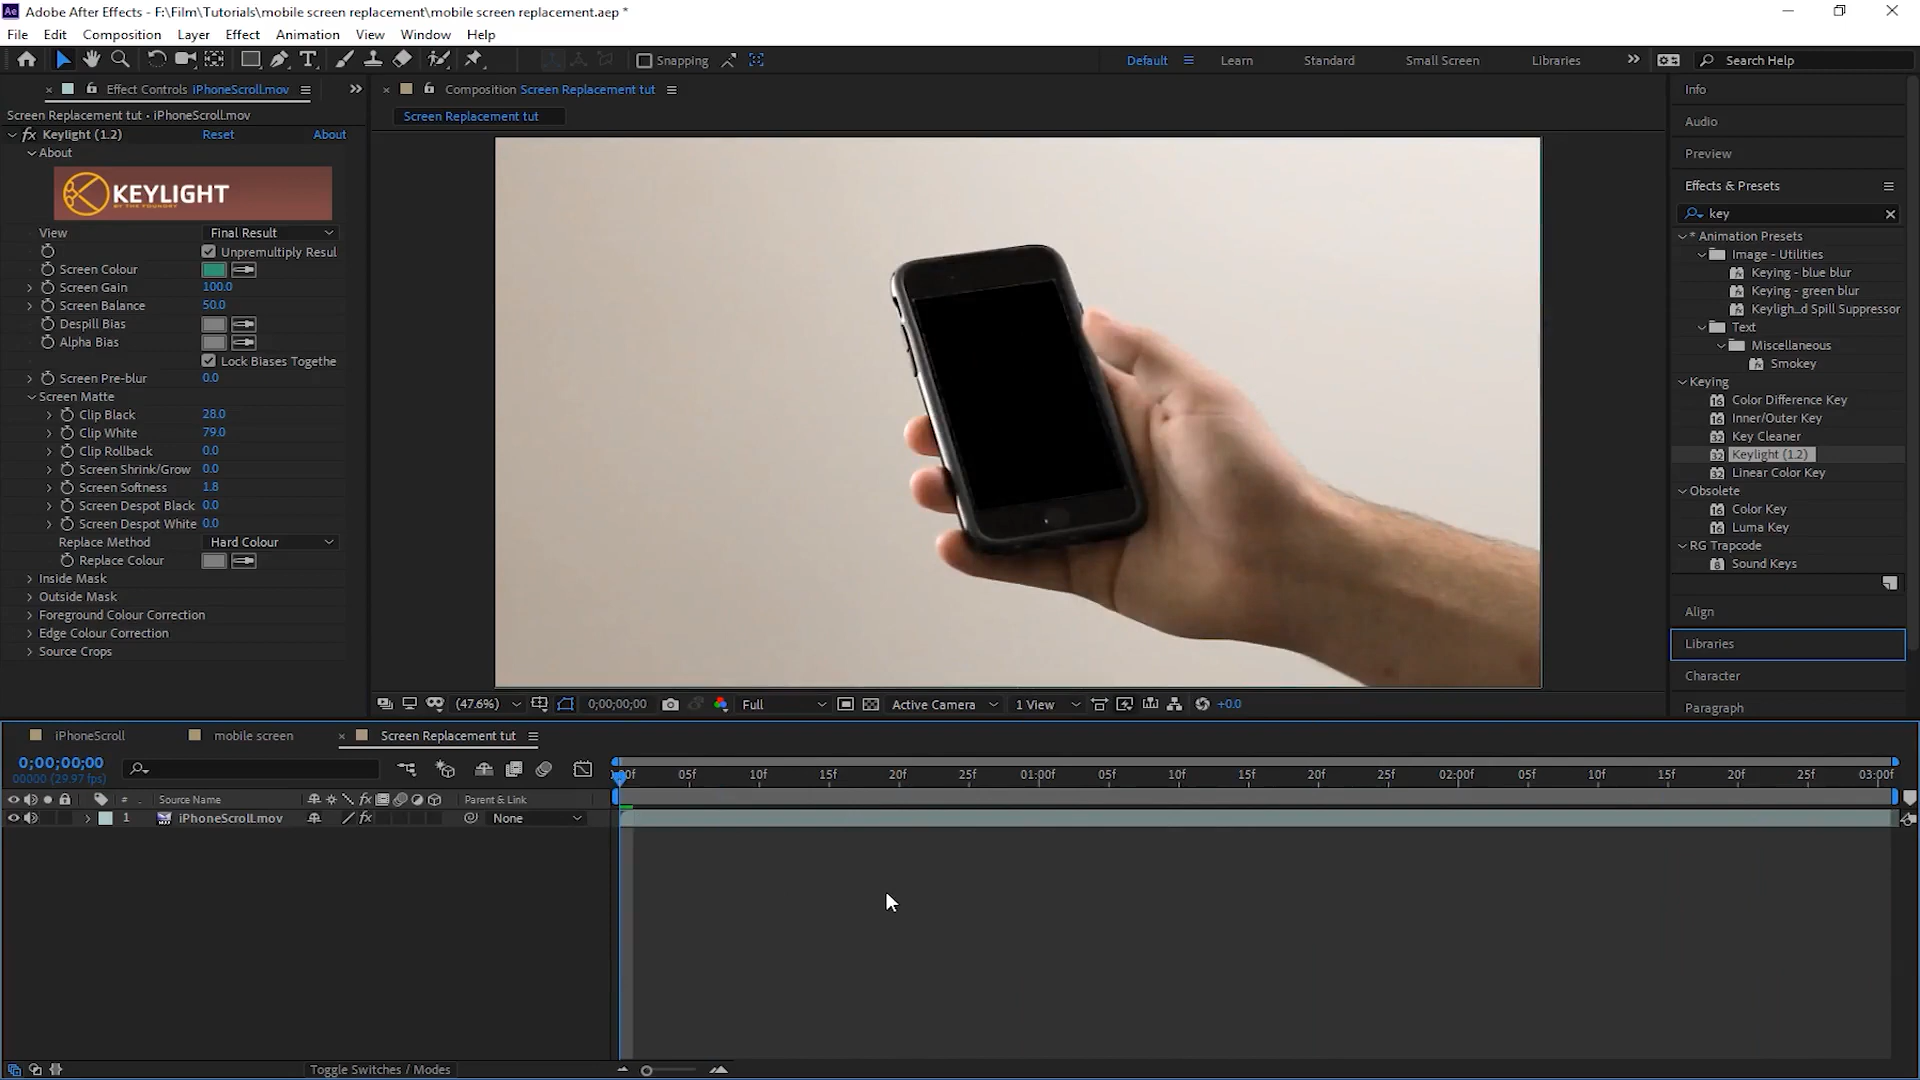 Adobe After Effects - F:\Film\Tutorials\mobile screen replacement\mobile screen replacement.aep *
File Edit Composition Layer Effect Animation View Window Help
Snapping Default Learn Standard Small Screen Libraries Search Help
Effect Controls iPhoneScroll.mov
Screen Replacement tut • iPhoneScroll.mov
fx Keylight (1.2) Reset About
About
KEYLIGHT
BY THE FOUNDRY
View Final Result
Unpremultiply Resul
Screen Colour
Screen Gain 100.0
Screen Balance 50.0
Despill Bias
Alpha Bias
Lock Biases Togethe
Screen Pre-blur 0.0
Screen Matte
Clip Black 28.0
Clip White 79.0
Clip Rollback 0.0
Screen Shrink/Grow 0.0
Screen Softness 1.8
Screen Despot Black 0.0
Screen Despot White 0.0
Replace Method Hard Colour
Replace Colour
Inside Mask
Outside Mask
Foreground Colour Correction
Edge Colour Correction
Source Crops
Composition Screen Replacement tut
Screen Replacement tut
(47.6%) 0;00;00;00 Full Active Camera 1 View +0.0
Info
Audio
Preview
Effects & Presets
key
* Animation Presets
Image - Utilities
Keying - blue blur
Keying - green blur
Keyligh...d Spill Suppressor
Text
Miscellaneous
Smokey
Keying
Color Difference Key
Inner/Outer Key
Key Cleaner
Keylight (1.2)
Linear Color Key
Obsolete
Color Key
Luma Key
RG Trapcode
Sound Keys
Align
Libraries
Character
Paragraph
iPhoneScroll mobile screen Screen Replacement tut
0;00;00;00
00000 (29.97 fps)
05f 10f 15f 20f 25f 01:00f 05f 10f 15f 20f 25f 02:00f 05f 10f 15f 20f 25f 03:00f
# Source Name fx Parent & Link
1 iPhoneScroll.mov fx None
Toggle Switches / Modes